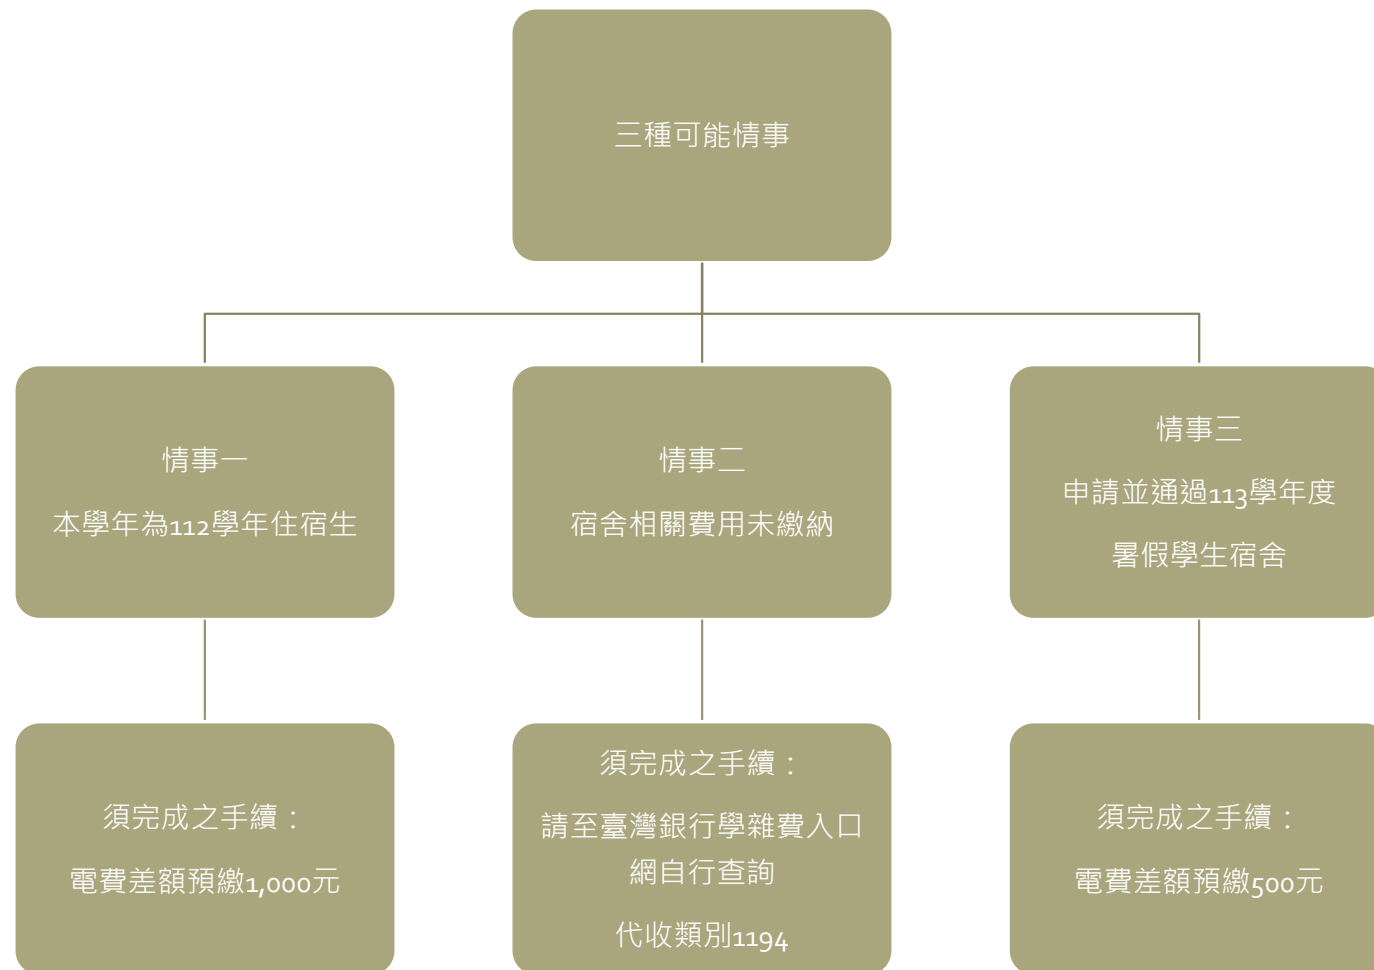 三種可能情事
情事一
本學年為112學年住宿生
情事二
宿舍相關費用未繳納
情事三
申請並通過113學年度
暑假學生宿舍
須完成之手續：
電費差額預繳1,000元
須完成之手續：
請至臺灣銀行學雜費入口
網自行查詢
代收類別1194
須完成之手續：
電費差額預繳500元